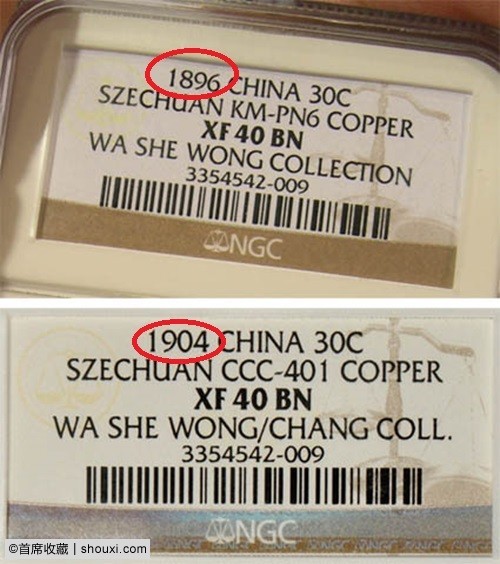 1896 CHINA 30C
SZECHUAN KM-PN6 COPPER
XF 40 BN
WA SHE WONG COLLECTION
3354542-009
NGC
1904 CHINA 30C
SZECHUAN CCC-401 COPPER
XF 40 BN
WA SHE WONG/CHANG COLL.
3354542-009
NGC
©首席收藏 | shouxi.com